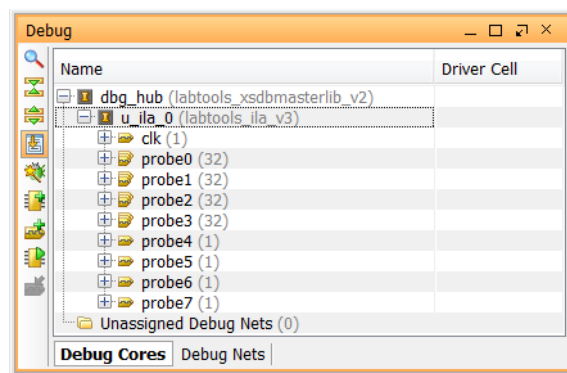 Debug
Name Driver Cell
dbg_hub (labtools_xsdbmasterlib_v2)
u_ila_0 (labtools_ila_v3)
clk (1)
probe0 (32)
probe1 (32)
probe2 (32)
probe3 (32)
probe4 (1)
probe5 (1)
probe6 (1)
probe7 (1)
Unassigned Debug Nets (0)
Debug Cores Debug Nets